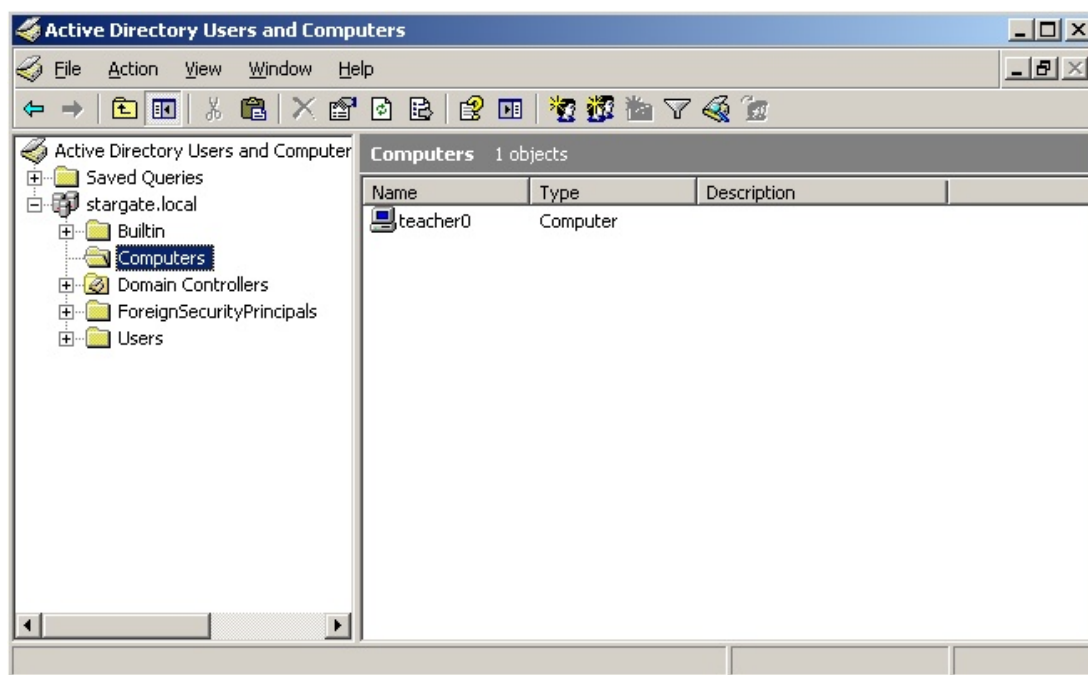 Active Directory Users and Computers
File Action View Window Help
Active Directory Users and Computer
Saved Queries
stargate.local
Builtin
Computers
Domain Controllers
ForeignSecurityPrincipals
Users
Computers 1 objects
Name Type Description
teacher0 Computer